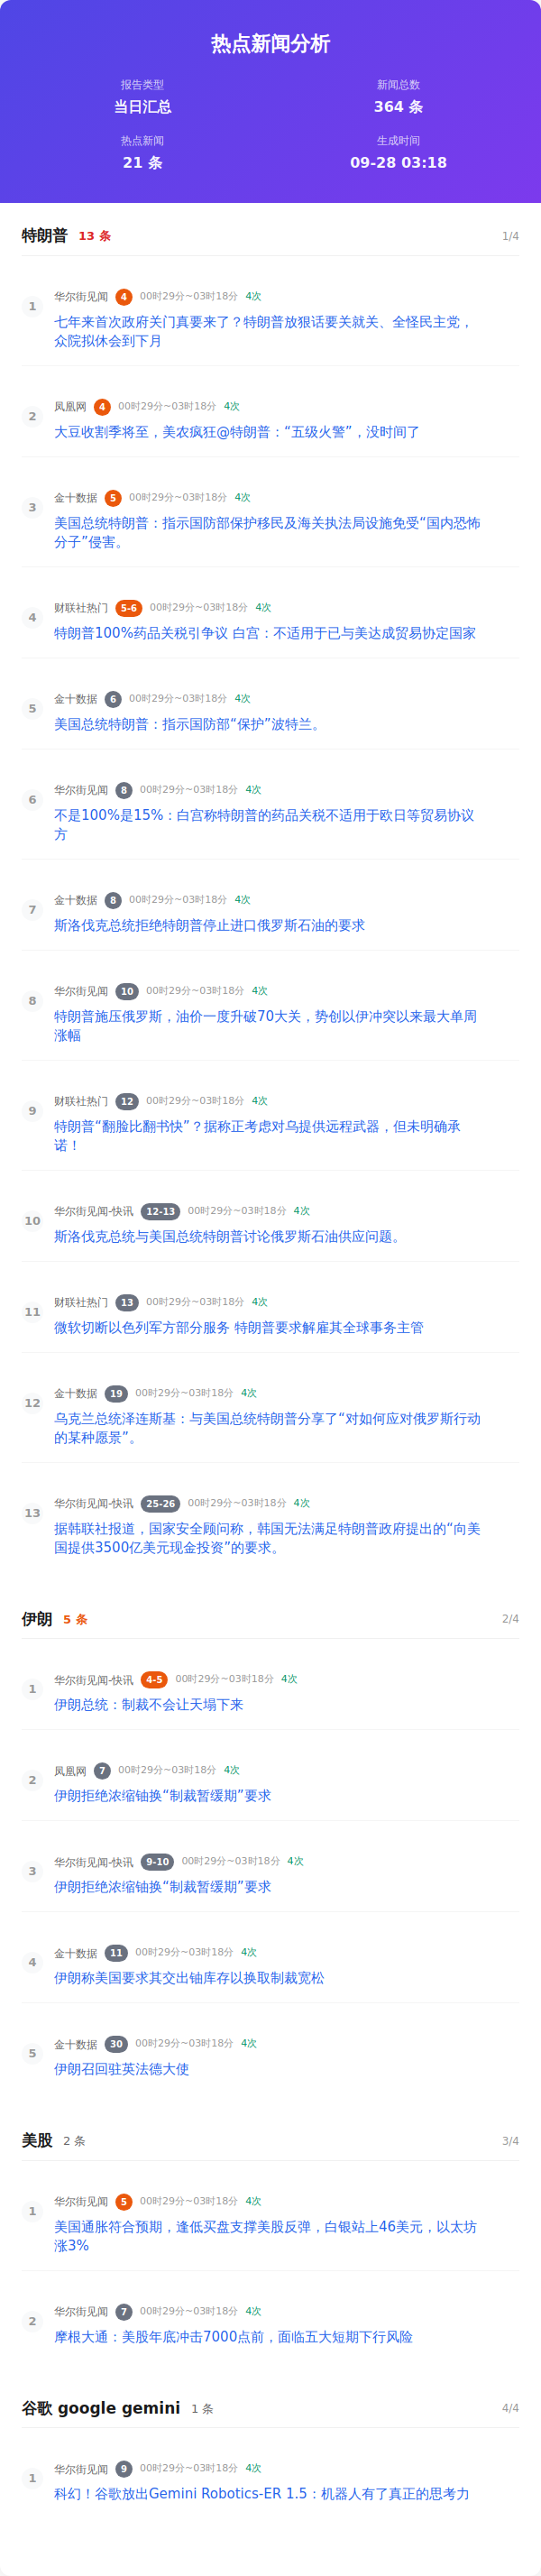 热点新闻分析
报告类型
新闻总数
当日汇总
364 条
热点新闻
生成时间
21 条
09-28 03:18
特朗普 13 条 1/4
1 华尔街见闻 4 00时29分~03时18分 4次
七年来首次政府关门真要来了？特朗普放狠话要关就关、全怪民主党，
众院拟休会到下月
2 凤凰网 4 00时29分~03时18分 4次
大豆收割季将至，美农疯狂@特朗普：“五级火警”，没时间了
3 金十数据 5 00时29分~03时18分 4次
美国总统特朗普：指示国防部保护移民及海关执法局设施免受“国内恐怖
分子”侵害。
4 财联社热门 5-6 00时29分~03时18分 4次
特朗普100%药品关税引争议 白宫：不适用于已与美达成贸易协定国家
5 金十数据 6 00时29分~03时18分 4次
美国总统特朗普：指示国防部“保护”波特兰。
6 华尔街见闻 8 00时29分~03时18分 4次
不是100%是15%：白宫称特朗普的药品关税不适用于欧日等贸易协议
方
7 金十数据 8 00时29分~03时18分 4次
斯洛伐克总统拒绝特朗普停止进口俄罗斯石油的要求
8 华尔街见闻 10 00时29分~03时18分 4次
特朗普施压俄罗斯，油价一度升破70大关，势创以伊冲突以来最大单周
涨幅
9 财联社热门 12 00时29分~03时18分 4次
特朗普“翻脸比翻书快”？据称正考虑对乌提供远程武器，但未明确承
诺！
10 华尔街见闻-快讯 12-13 00时29分~03时18分 4次
斯洛伐克总统与美国总统特朗普讨论俄罗斯石油供应问题。
11 财联社热门 13 00时29分~03时18分 4次
微软切断以色列军方部分服务 特朗普要求解雇其全球事务主管
12 金十数据 19 00时29分~03时18分 4次
乌克兰总统泽连斯基：与美国总统特朗普分享了“对如何应对俄罗斯行动
的某种愿景”。
13 华尔街见闻-快讯 25-26 00时29分~03时18分 4次
据韩联社报道，国家安全顾问称，韩国无法满足特朗普政府提出的“向美
国提供3500亿美元现金投资”的要求。
伊朗 5 条 2/4
1 华尔街见闻-快讯 4-5 00时29分~03时18分 4次
伊朗总统：制裁不会让天塌下来
2 凤凰网 7 00时29分~03时18分 4次
伊朗拒绝浓缩铀换“制裁暂缓期”要求
3 华尔街见闻-快讯 9-10 00时29分~03时18分 4次
伊朗拒绝浓缩铀换“制裁暂缓期”要求
4 金十数据 11 00时29分~03时18分 4次
伊朗称美国要求其交出铀库存以换取制裁宽松
5 金十数据 30 00时29分~03时18分 4次
伊朗召回驻英法德大使
美股 2 条 3/4
1 华尔街见闻 5 00时29分~03时18分 4次
美国通胀符合预期，逢低买盘支撑美股反弹，白银站上46美元，以太坊
涨3%
2 华尔街见闻 7 00时29分~03时18分 4次
摩根大通：美股年底冲击7000点前，面临五大短期下行风险
谷歌 google gemini 1 条 4/4
1 华尔街见闻 9 00时29分~03时18分 4次
科幻！谷歌放出Gemini Robotics-ER 1.5：机器人有了真正的思考力